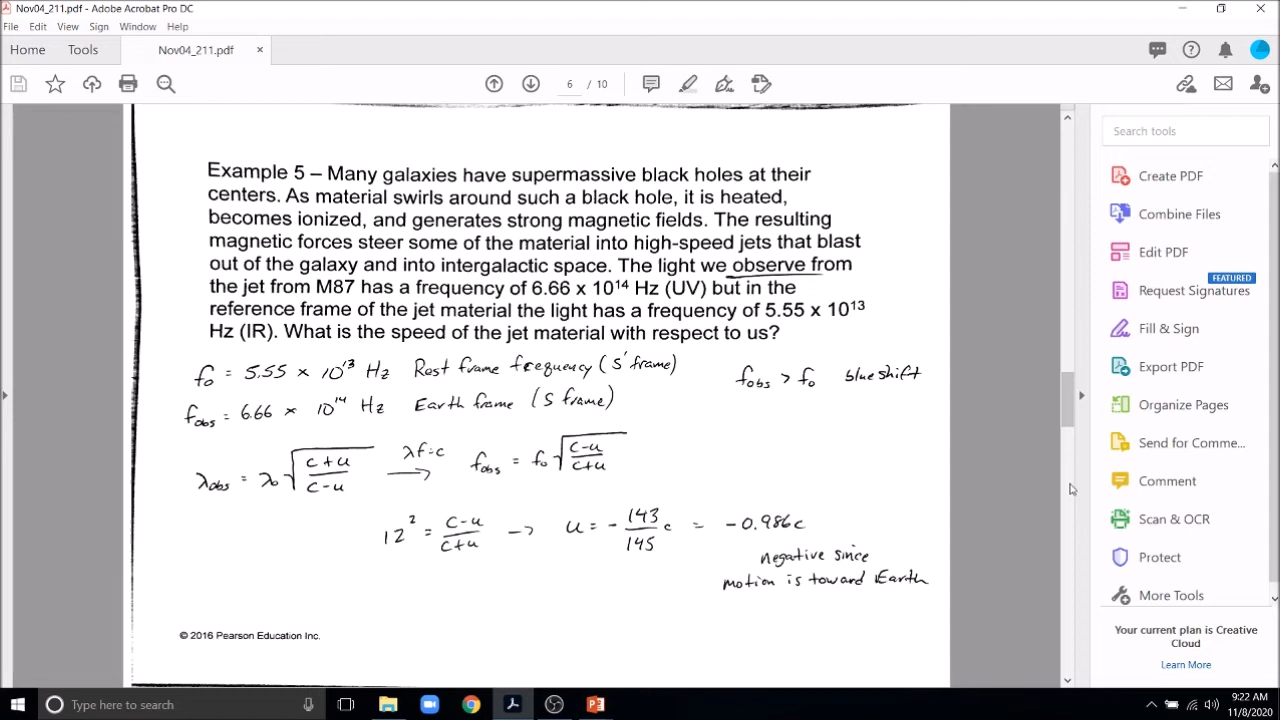 Nov04_211.pdf - Adobe Acrobat Pro DC
File Edit View Sign Window Help
Home Tools Nov04_211.pdf ×
6 / 10
Search tools
Create PDF
Combine Files
Edit PDF
FEATURED
Request Signatures
Fill & Sign
Export PDF
Organize Pages
Send for Comme...
Comment
Scan & OCR
Protect
More Tools
Your current plan is Creative
Cloud
Learn More
Example 5 – Many galaxies have supermassive black holes at their
centers. As material swirls around such a black hole, it is heated,
becomes ionized, and generates strong magnetic fields. The resulting
magnetic forces steer some of the material into high-speed jets that blast
out of the galaxy and into intergalactic space. The light we observe from
the jet from M87 has a frequency of 6.66 x 10¹⁴ Hz (UV) but in the
reference frame of the jet material the light has a frequency of 5.55 x 10¹³
Hz (IR). What is the speed of the jet material with respect to us?
f₀ = 5.55 × 10¹³ Hz Rest frame frequency (S' frame)
f_obs > f₀ blueshift
f_obs = 6.66 × 10¹⁴ Hz Earth frame (S frame)
λ_obs = λ₀ √((c+u)/(c-u)) λf=c → f_obs = f₀ √((c-u)/(c+u))
12² = (c-u)/(c+u) → u = - 143/145 c = -0.986c
negative since
motion is toward Earth
© 2016 Pearson Education Inc.
Type here to search
9:22 AM
11/8/2020